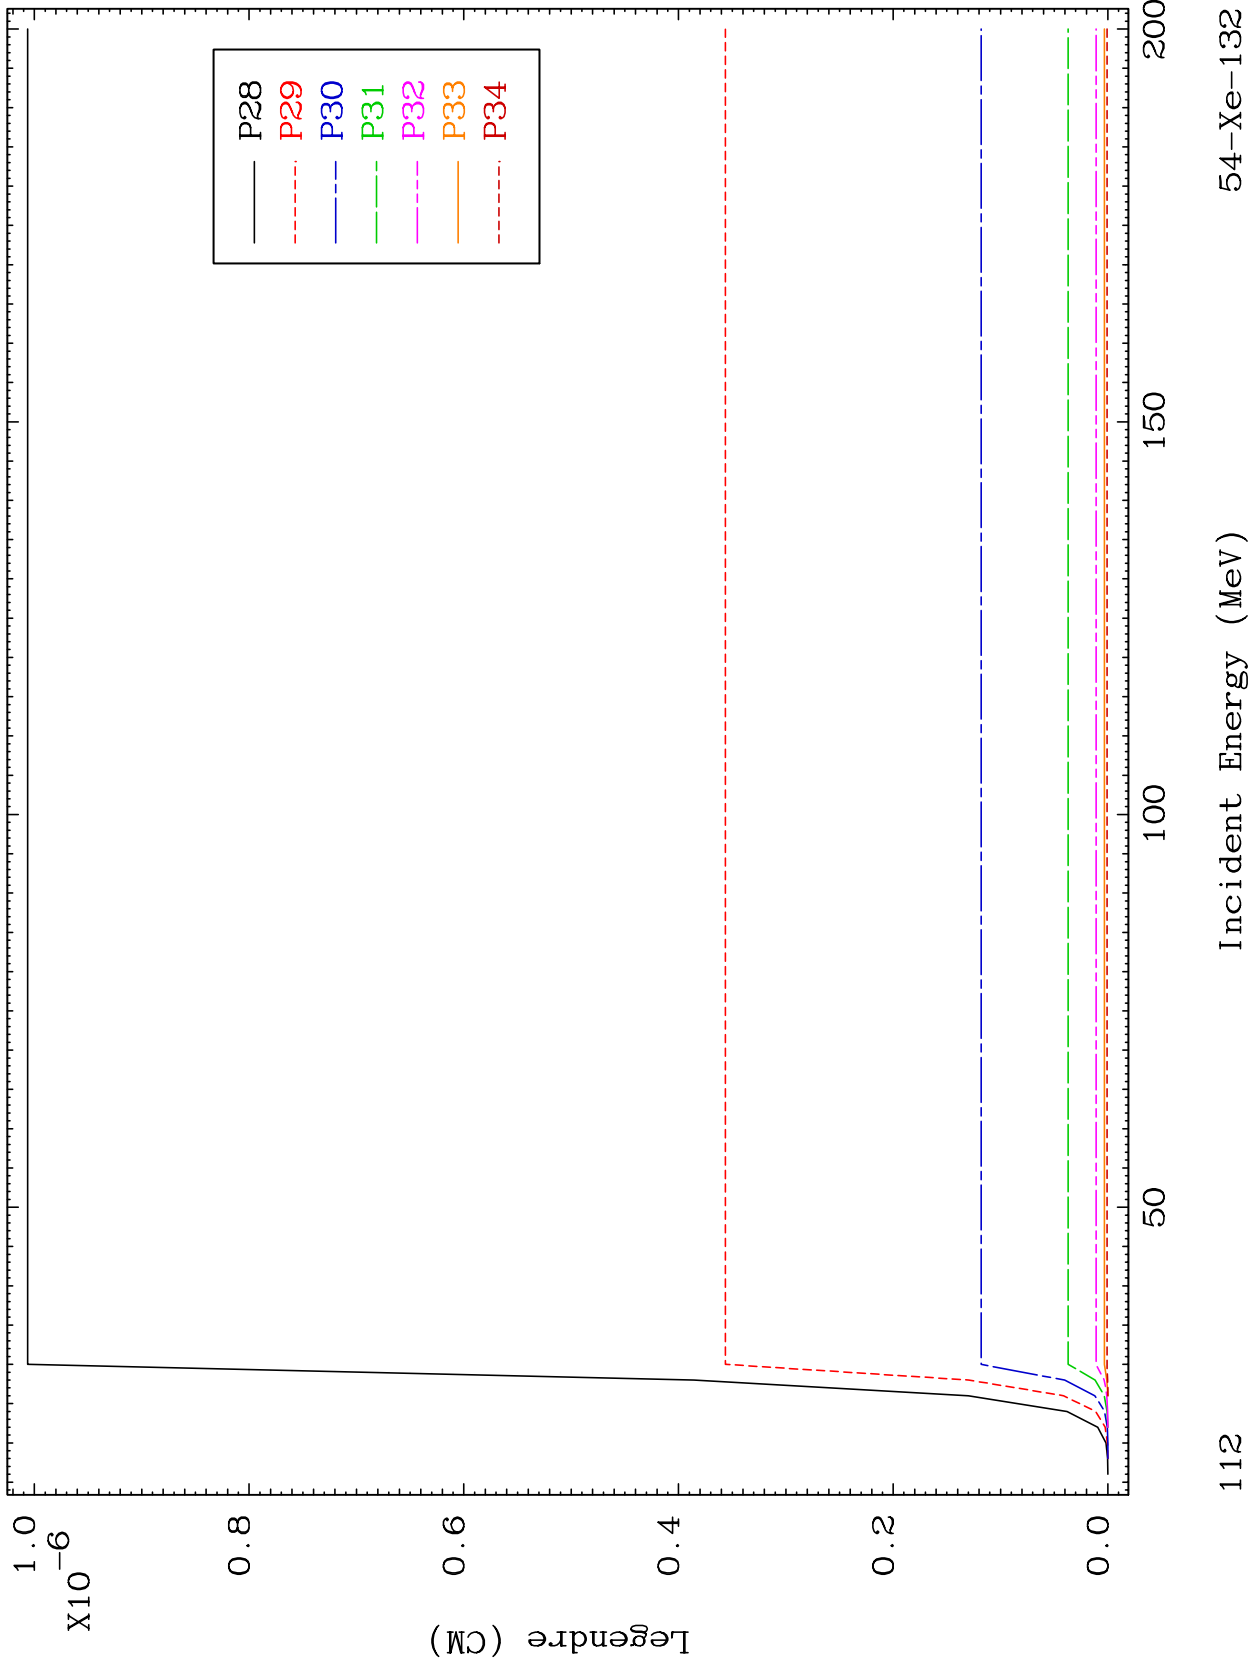 1.0
X10-6
0.8
0.6
0.4
0.2
0.0
Legendre (CM)
P28
P29
P30
P31
P32
P33
P34
50
100
150
200
Incident Energy (MeV)
112
54-Xe-132